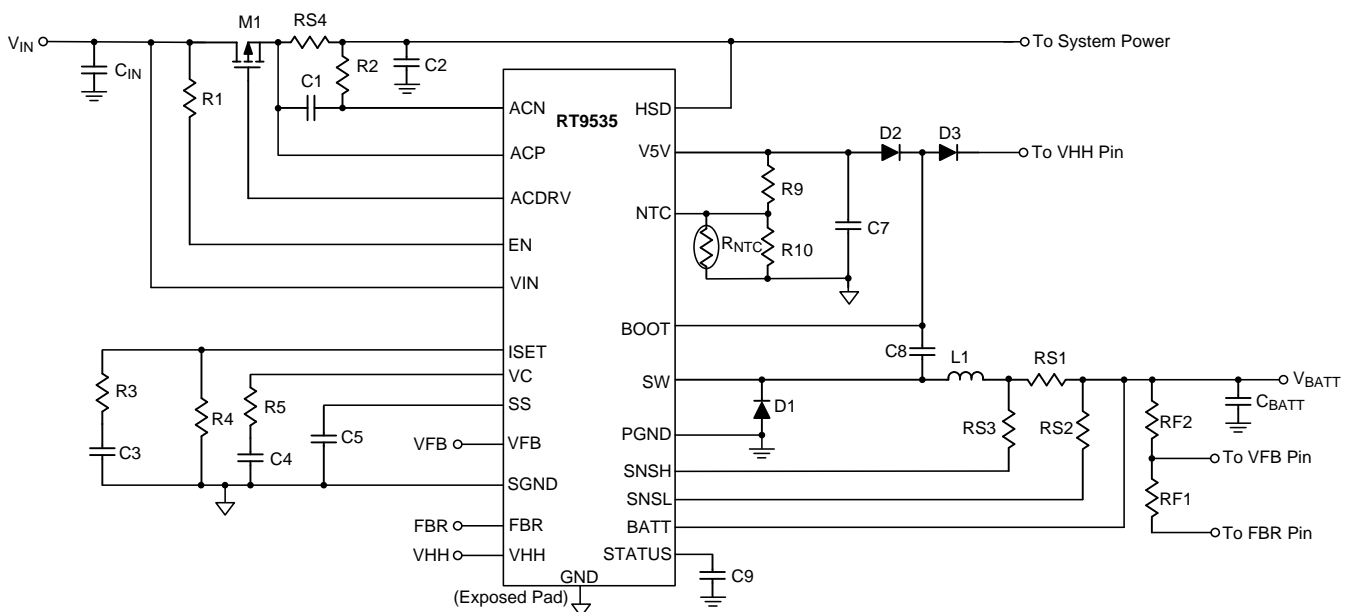 M1
RS4
VIN
To System Power
CIN
R1
C1
R2
C2
ACN
RT9535
HSD
ACP
V5V
D2
D3
To VHH Pin
ACDRV
NTC
R9
RNTC
R10
C7
EN
VIN
BOOT
C8
ISET
VC
SW
L1
RS1
VBATT
R3
R4
R5
SS
D1
CBATT
C3
C4
C5
VFB
VFB
PGND
RS3
RS2
RF2
To VFB Pin
SNSH
SGND
SNSL
RF1
FBR
FBR
BATT
To FBR Pin
VHH
VHH
STATUS
C9
GND
(Exposed Pad)